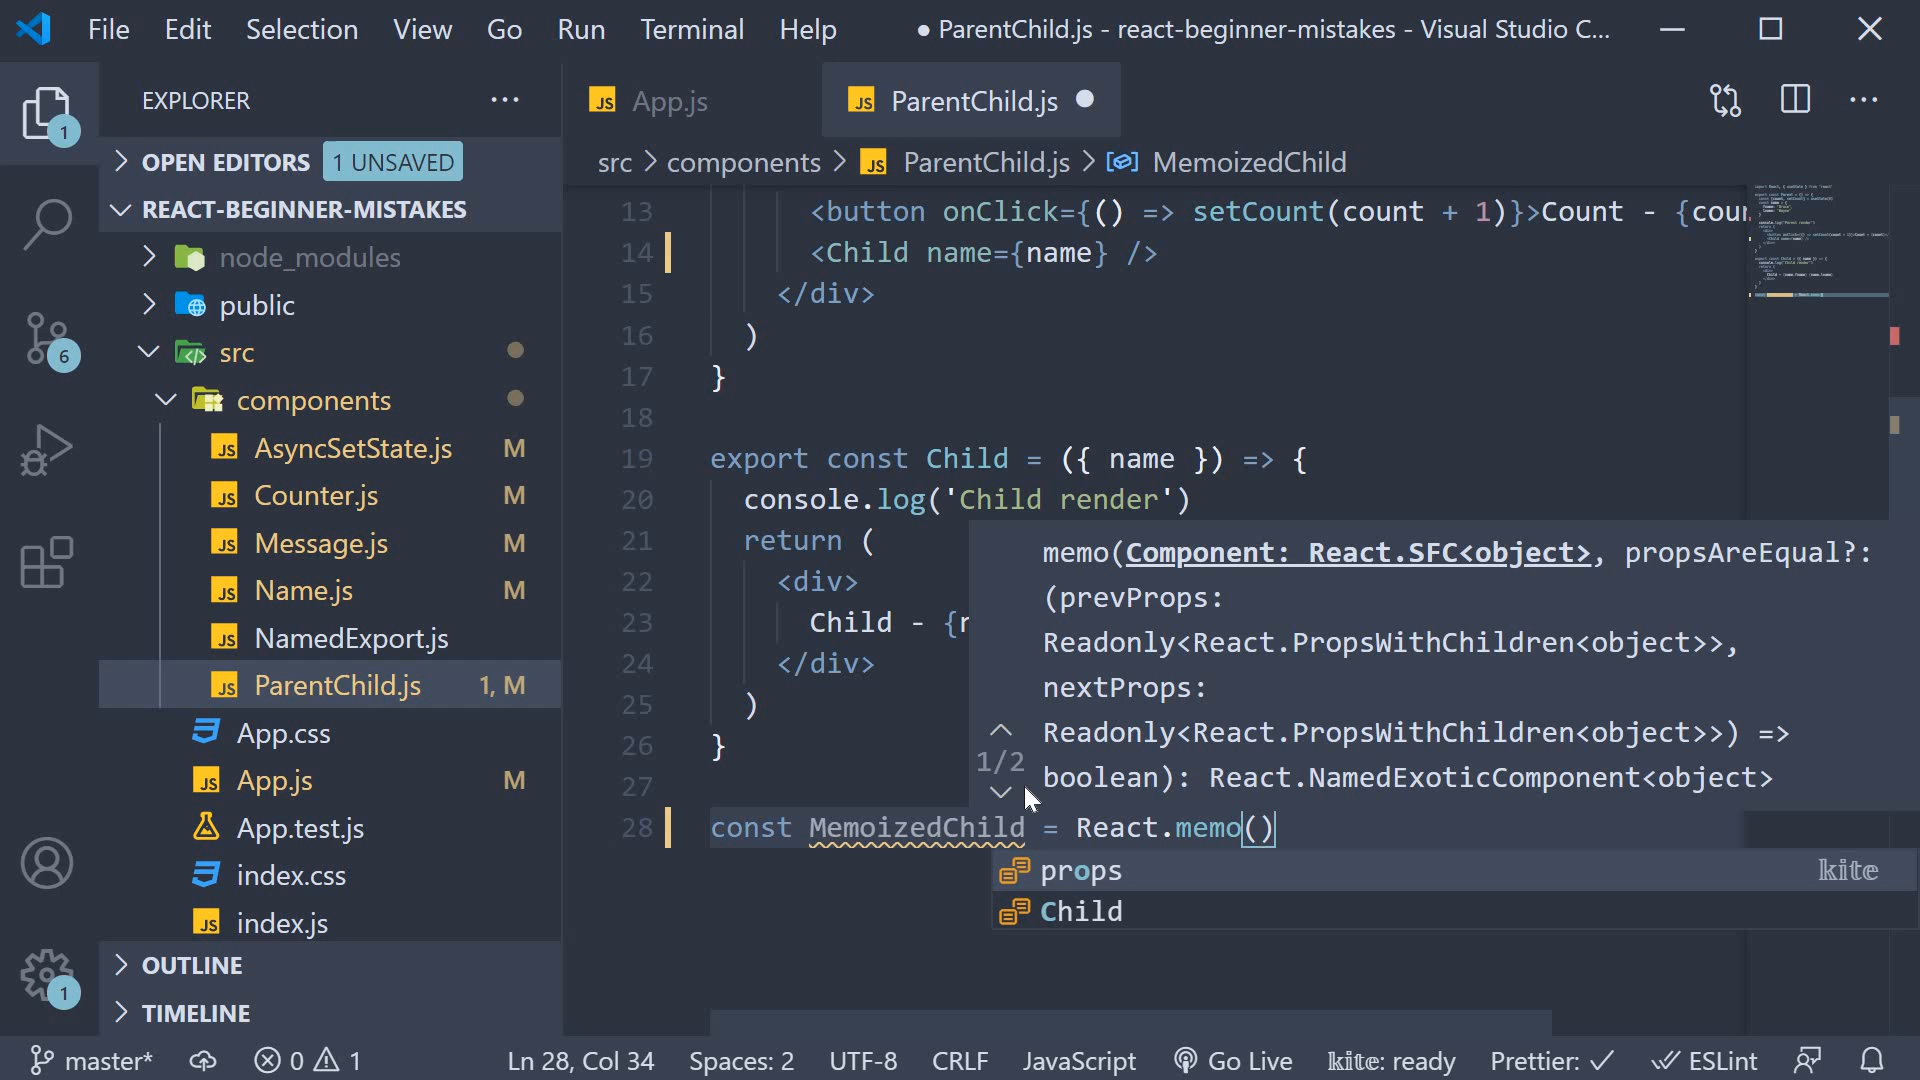 File Edit Selection View Go Run Terminal Help ● ParentChild.js - react-beginner-mistakes - Visual Studio C...
EXPLORER ...
OPEN EDITORS 1 UNSAVED
REACT-BEGINNER-MISTAKES
node_modules
public
src
components
AsyncSetState.js M
Counter.js M
Message.js M
Name.js M
NamedExport.js
ParentChild.js 1, M
App.css
App.js M
App.test.js
index.css
index.js
OUTLINE
TIMELINE
1
6
1
JS App.js
JS ParentChild.js
src > components > JS ParentChild.js > MemoizedChild
13 <button onClick={() => setCount(count + 1)}>Count - {cour
14 <Child name={name} />
15 </div>
16 )
17 }
18
19 export const Child = ({ name }) => {
20 console.log('Child render')
21 return (
22 <div>
23 Child - {n
24 </div>
25 )
26 }
27
28 const MemoizedChild = React.memo()
memo(Component: React.SFC<object>, propsAreEqual?:
(prevProps:
Readonly<React.PropsWithChildren<object>>,
nextProps:
Readonly<React.PropsWithChildren<object>>) =>
boolean): React.NamedExoticComponent<object>
1/2
props kite
Child
master* 0 1 Ln 28, Col 34 Spaces: 2 UTF-8 CRLF JavaScript Go Live kite: ready Prettier: ✓ ESLint